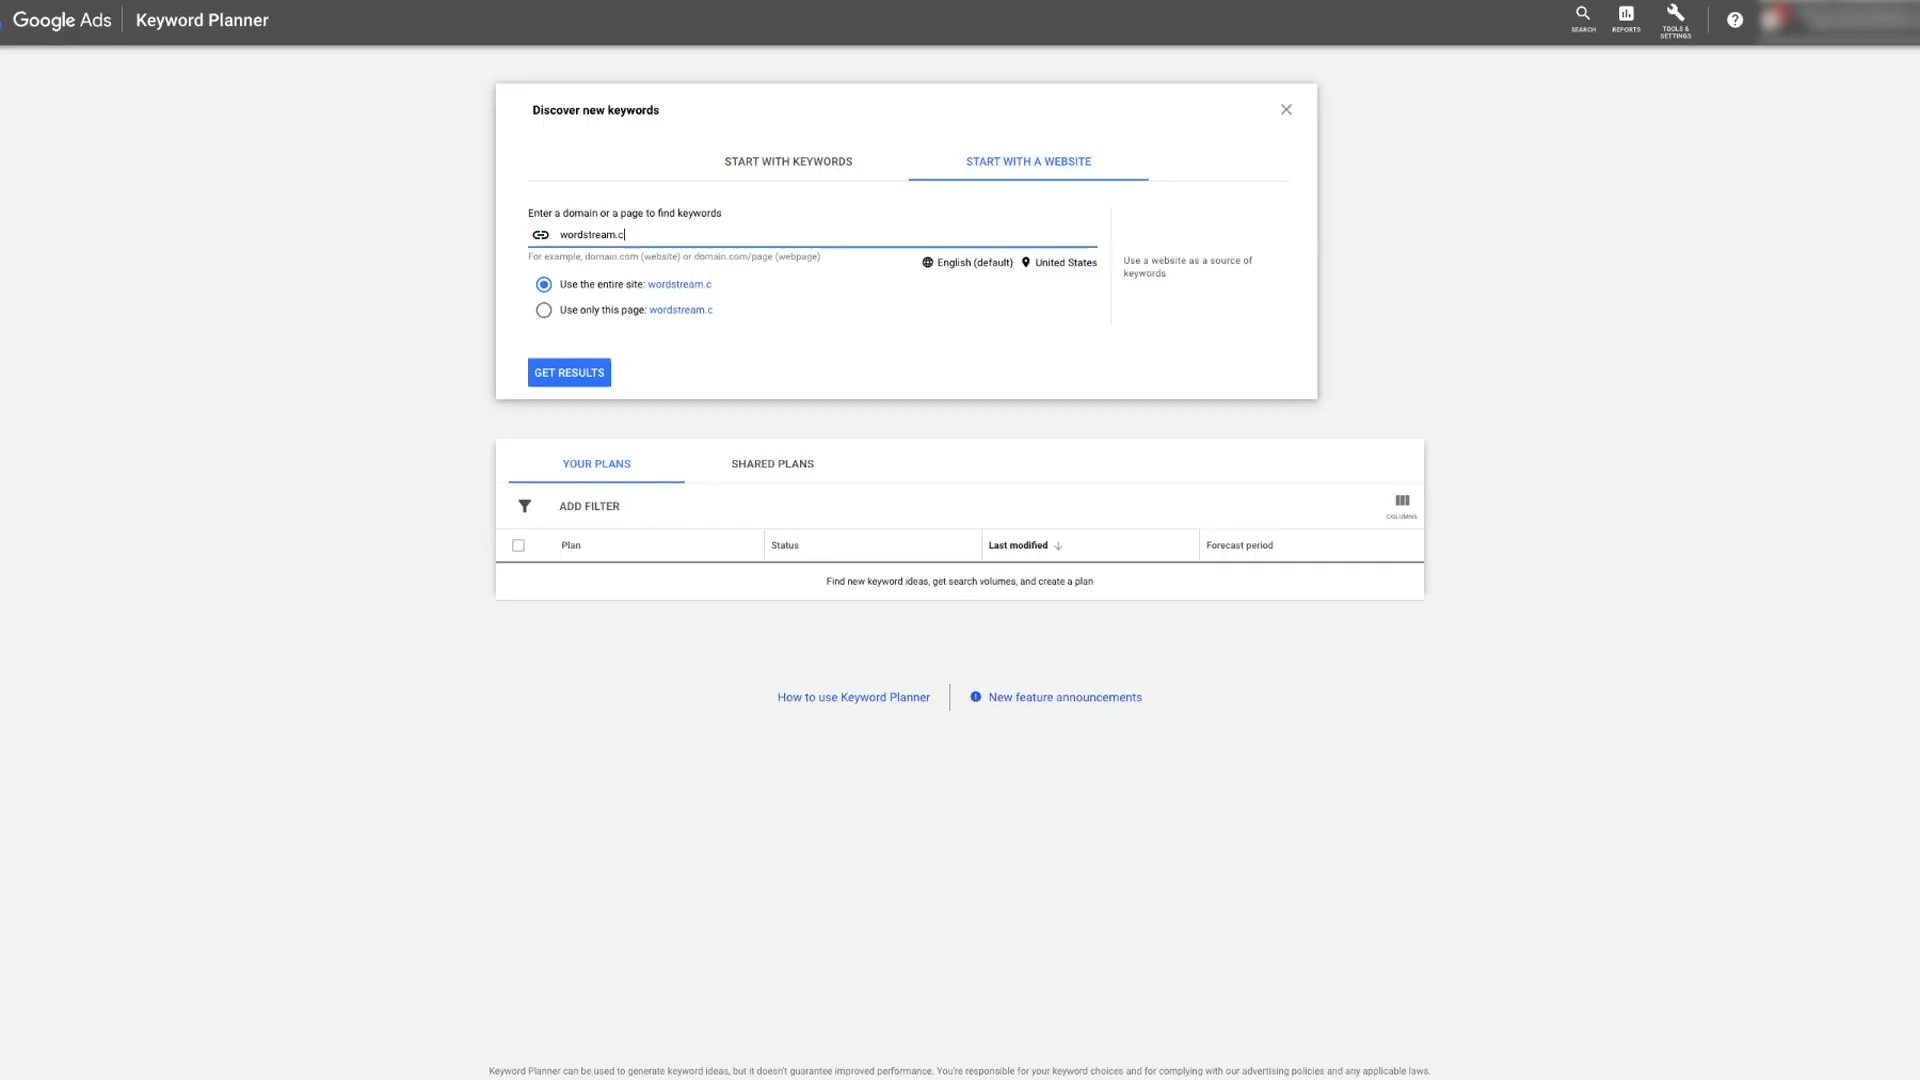 Google Ads
Keyword Planner
SEARCH
REPORTS
TOOLS &
SETTINGS
Discover new keywords
START WITH KEYWORDS
START WITH A WEBSITE
Enter a domain or a page to find keywords
wordstream.c
For example, domain.com (website) or domain.com/page (webpage)
English (default)
United States
Use a website as a source of
keywords
Use the entire site: wordstream.c
Use only this page: wordstream.c
GET RESULTS
YOUR PLANS
SHARED PLANS
ADD FILTER
COLUMNS
Plan
Status
Last modified
Forecast period
Find new keyword ideas, get search volumes, and create a plan
How to use Keyword Planner
New feature announcements
Keyword Planner can be used to generate keyword ideas, but it doesn't guarantee improved performance. You're responsible for your keyword choices and for complying with our advertising policies and any applicable laws.